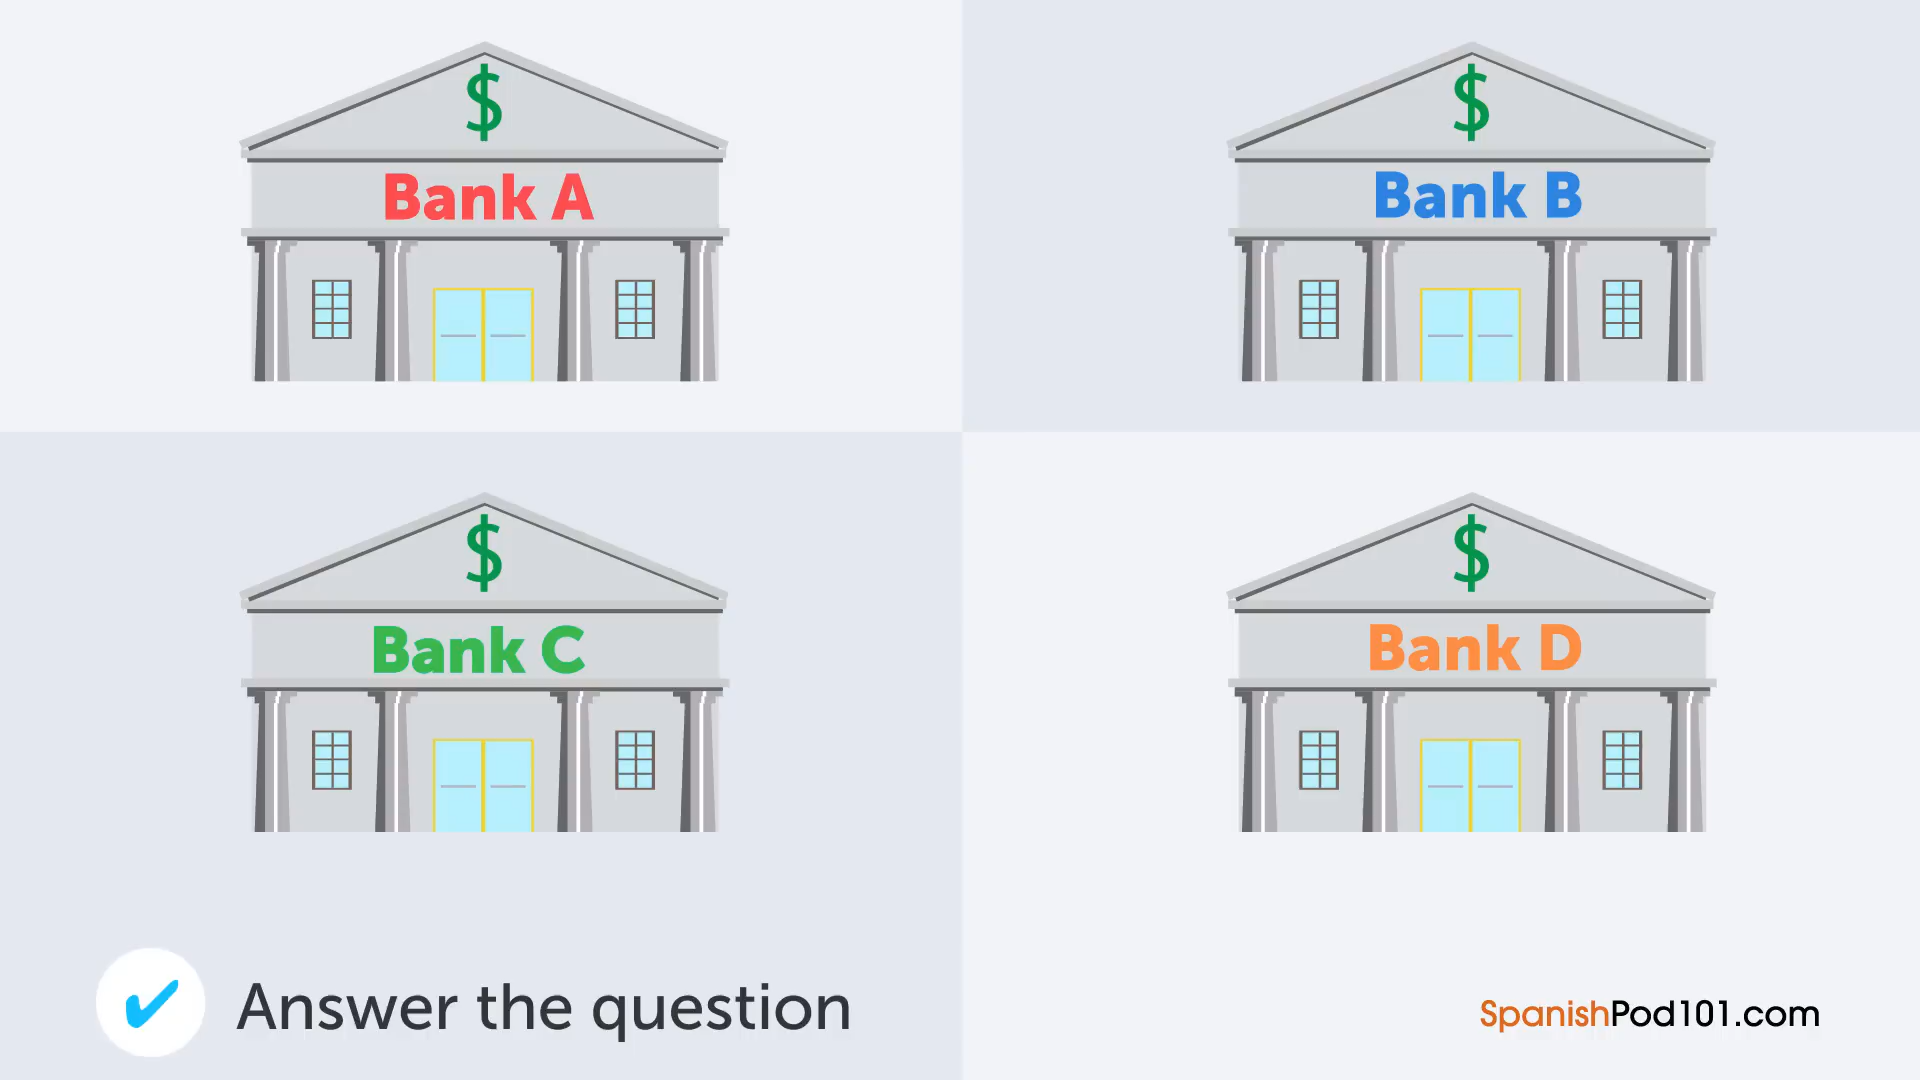 $
Bank A
$
Bank B
$
Bank C
$
Bank D
✔ Answer the question
SpanishPod101.com